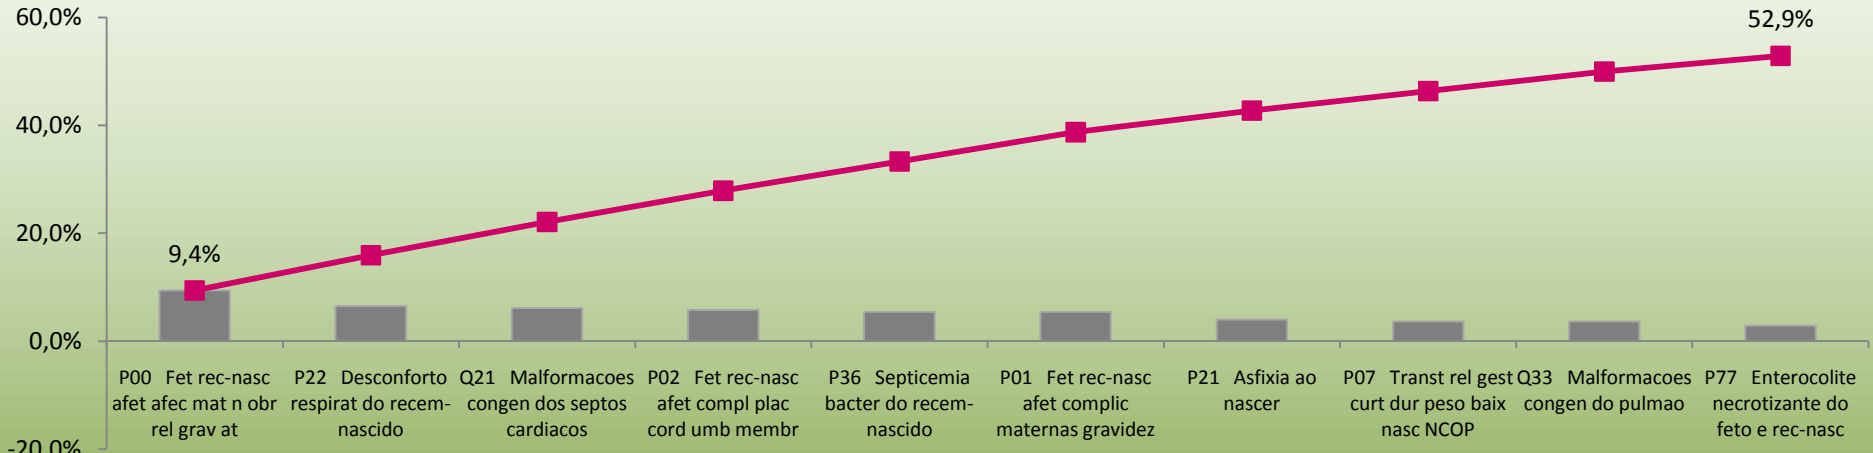 60,0%
52,9%
40,0%
20,0%
9,4%
0,0%
P00 Fet rec-nasc
afet afec mat n obr
rel grav at
P22 Desconforto
respirat do recem-
nascido
Q21 Malformacoes
congen dos septos
cardiacos
P02 Fet rec-nasc
afet compl plac
cord umb membr
P36 Septicemia
bacter do recem-
nascido
P01 Fet rec-nasc
afet complic
maternas gravidez
P21 Asfixia ao
nascer
P07 Transt rel gest
curt dur peso baix
nasc NCOP
Q33 Malformacoes
congen do pulmao
P77 Enterocolite
necrotizante do
feto e rec-nasc
-20,0%